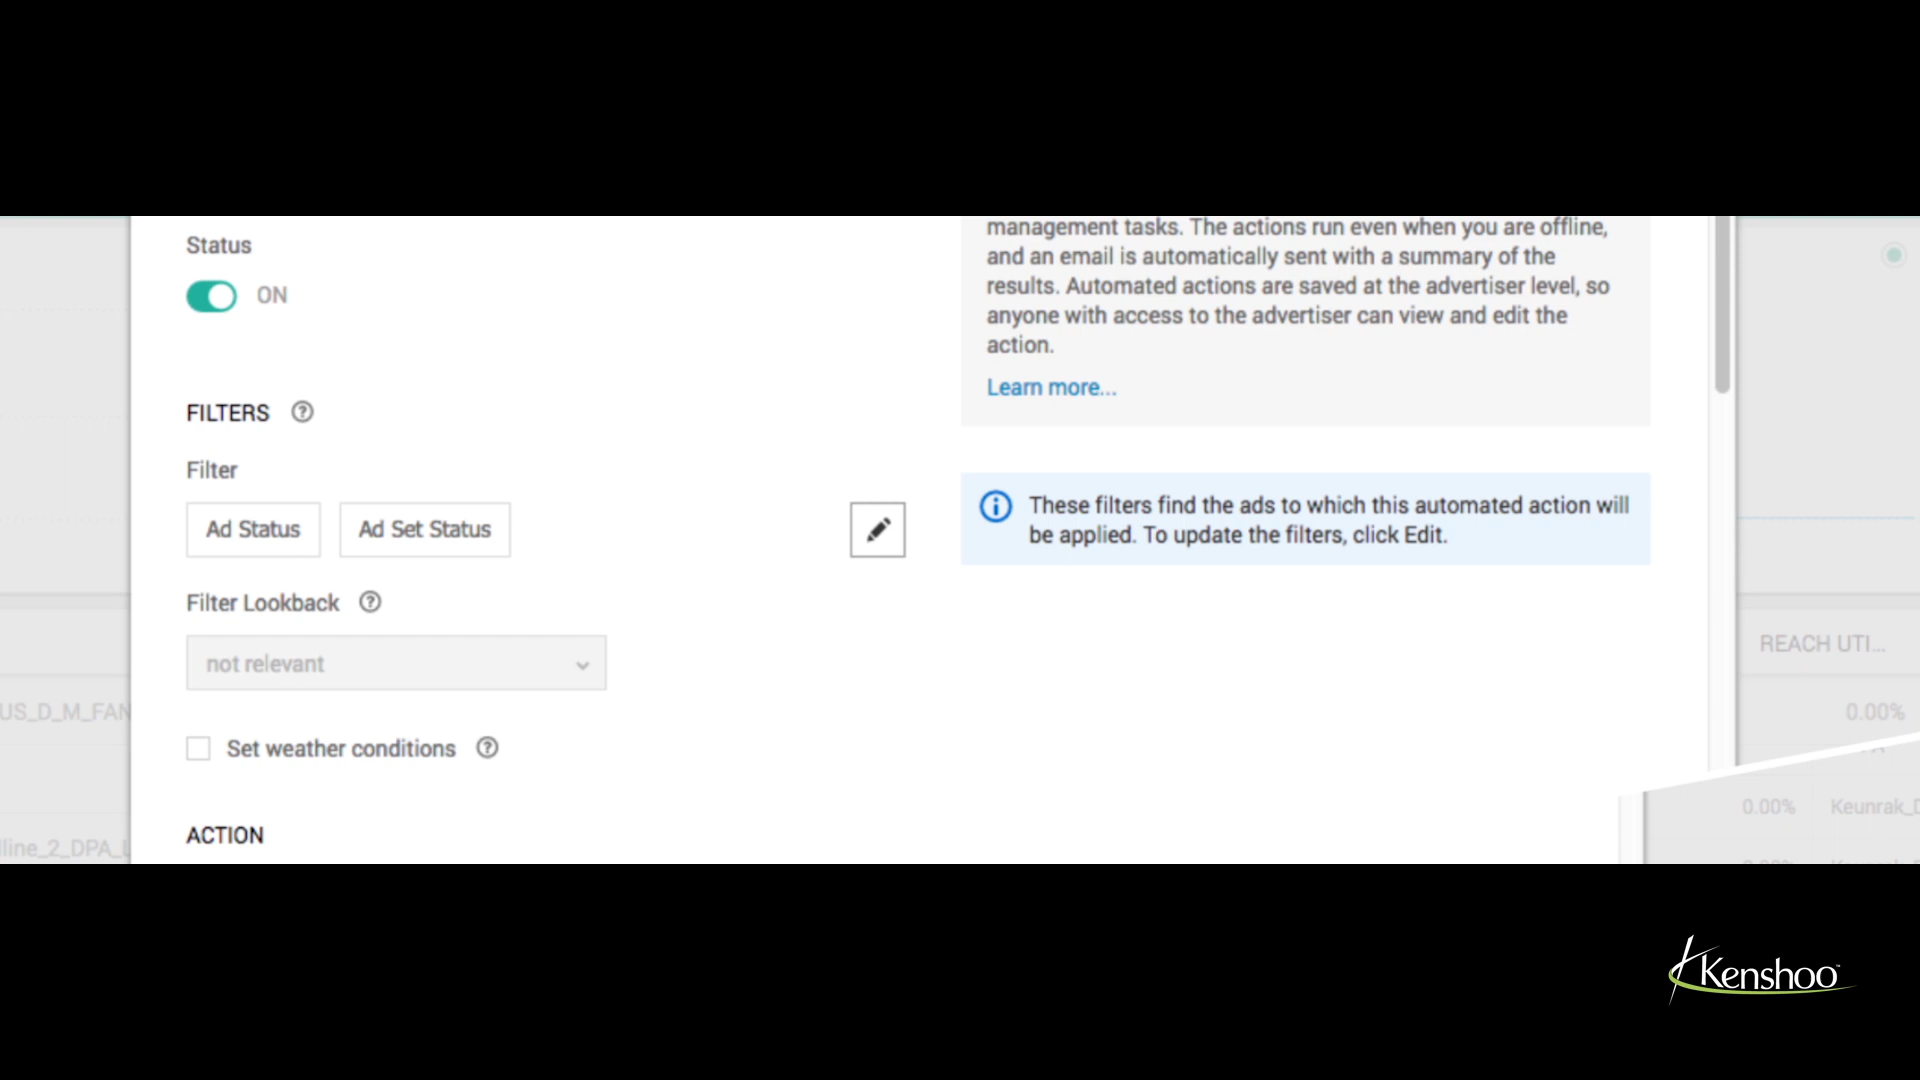 Status
ON
FILTERS
Filter
Ad Status
Ad Set Status
Filter Lookback
not relevant
Set weather conditions
ACTION
management tasks. The actions run even when you are offline,
and an email is automatically sent with a summary of the
results. Automated actions are saved at the advertiser level, so
anyone with access to the advertiser can view and edit the
action.
Learn more...
These filters find the ads to which this automated action will
be applied. To update the filters, click Edit.
US_D_M_FAN
line_2_DPA_L
REACH UTI...
0.00%
0.00% Keunrak_D
Kenshoo